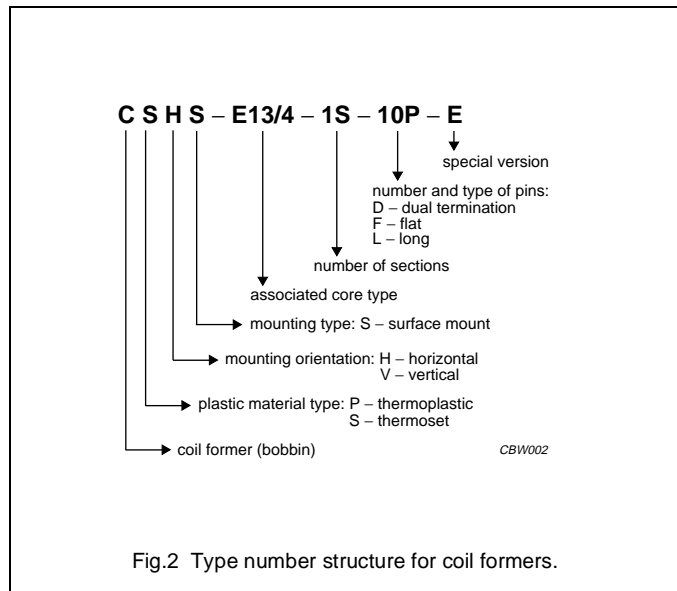 C S H S – E13/4 – 1S – 10P – E
special version
number and type of pins:
D – dual termination
F – flat
L – long
number of sections
associated core type
mounting type: S – surface mount
mounting orientation: H – horizontal
V – vertical
plastic material type: P – thermoplastic
S – thermoset
coil former (bobbin)
CBW002
Fig.2 Type number structure for coil formers.